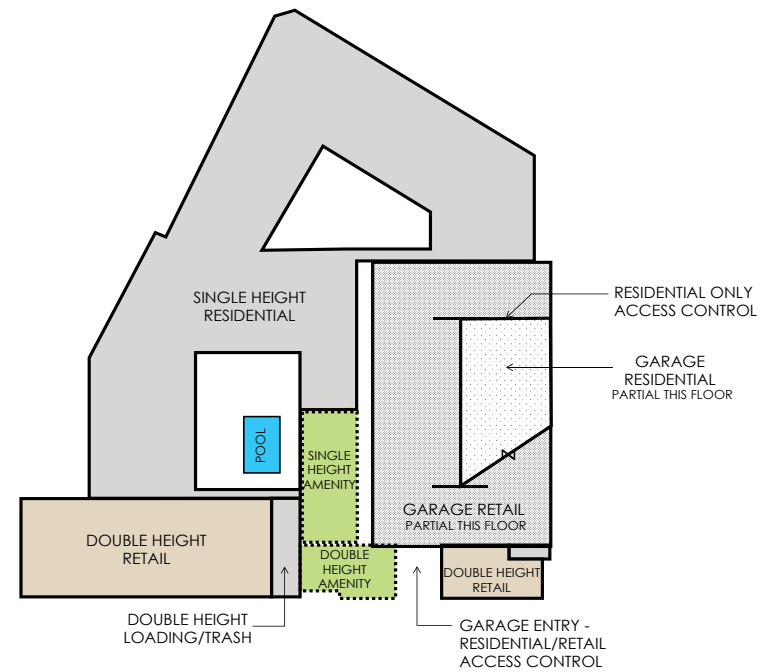 SINGLE HEIGHT
RESIDENTIAL
RESIDENTIAL ONLY
ACCESS CONTROL
GARAGE
RESIDENTIAL
PARTIAL THIS FLOOR
POOL
SINGLE
HEIGHT
AMENITY
GARAGE RETAIL
PARTIAL THIS FLOOR
DOUBLE HEIGHT
RETAIL
DOUBLE
HEIGHT
AMENITY
DOUBLE HEIGHT
RETAIL
DOUBLE HEIGHT
LOADING/TRASH
GARAGE ENTRY -
RESIDENTIAL/RETAIL
ACCESS CONTROL